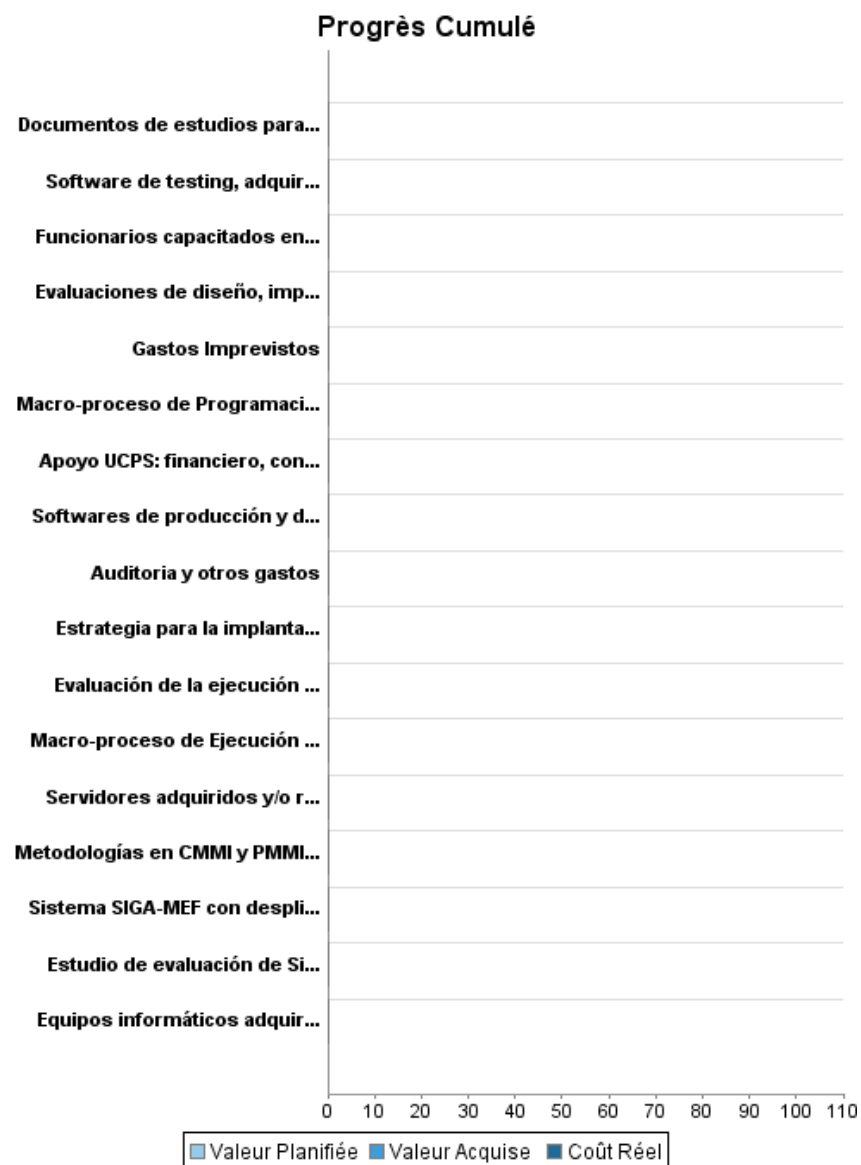 Progrès Cumulé
Documentos de estudios para...
Software de testing, adquir...
Funcionarios capacitados en...
Evaluaciones de diseño, imp...
Gastos Imprevistos
Macro-proceso de Programaci...
Apoyo UCPS: financiero, con...
Softwares de producción y d...
Auditoria y otros gastos
Estrategia para la implanta...
Evaluación de la ejecución ...
Macro-proceso de Ejecución ...
Servidores adquiridos y/o r...
Metodologías en CMMI y PMMI...
Sistema SIGA-MEF con despli...
Estudio de evaluación de Si...
Equipos informáticos adquir...
0 10 20 30 40 50 60 70 80 90 100 110
Valeur Planifiée Valeur Acquise Coût Réel